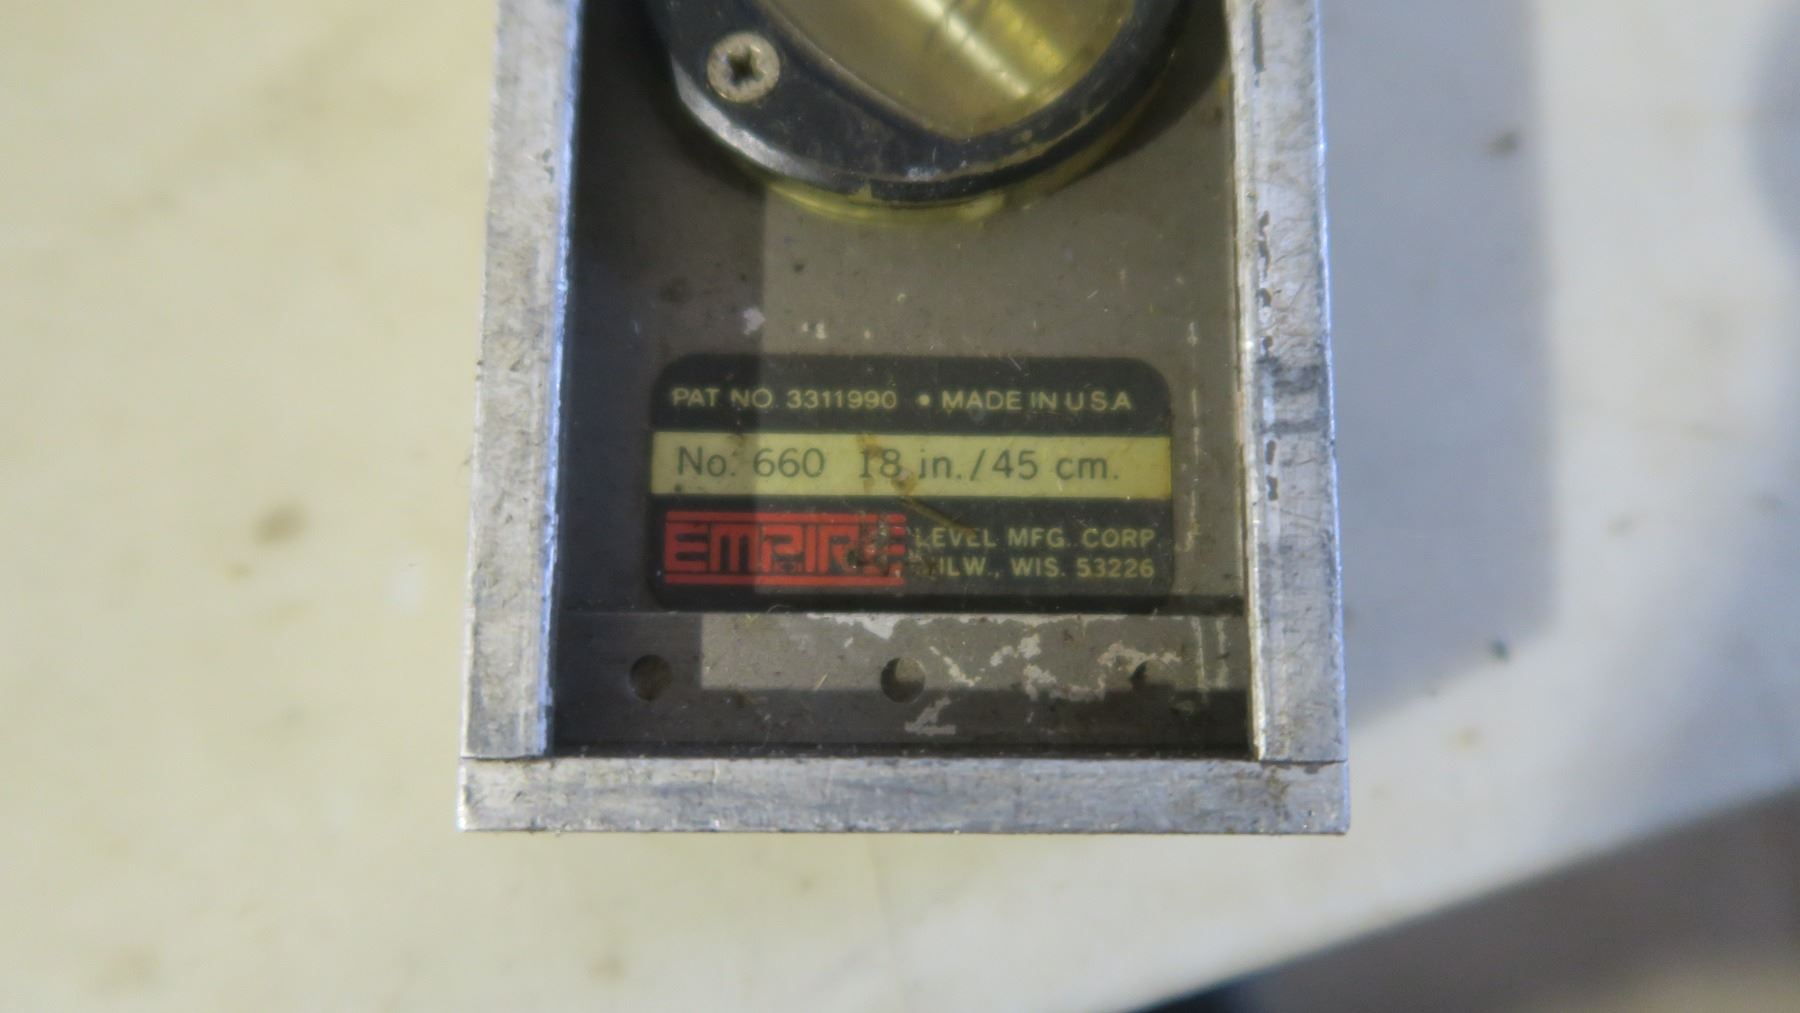 PAT NO. 3311990 • MADE IN U.S.A
No. 660 18 in./45 cm.
EMPIRE LEVEL MFG. CORP.
WIS. 53226